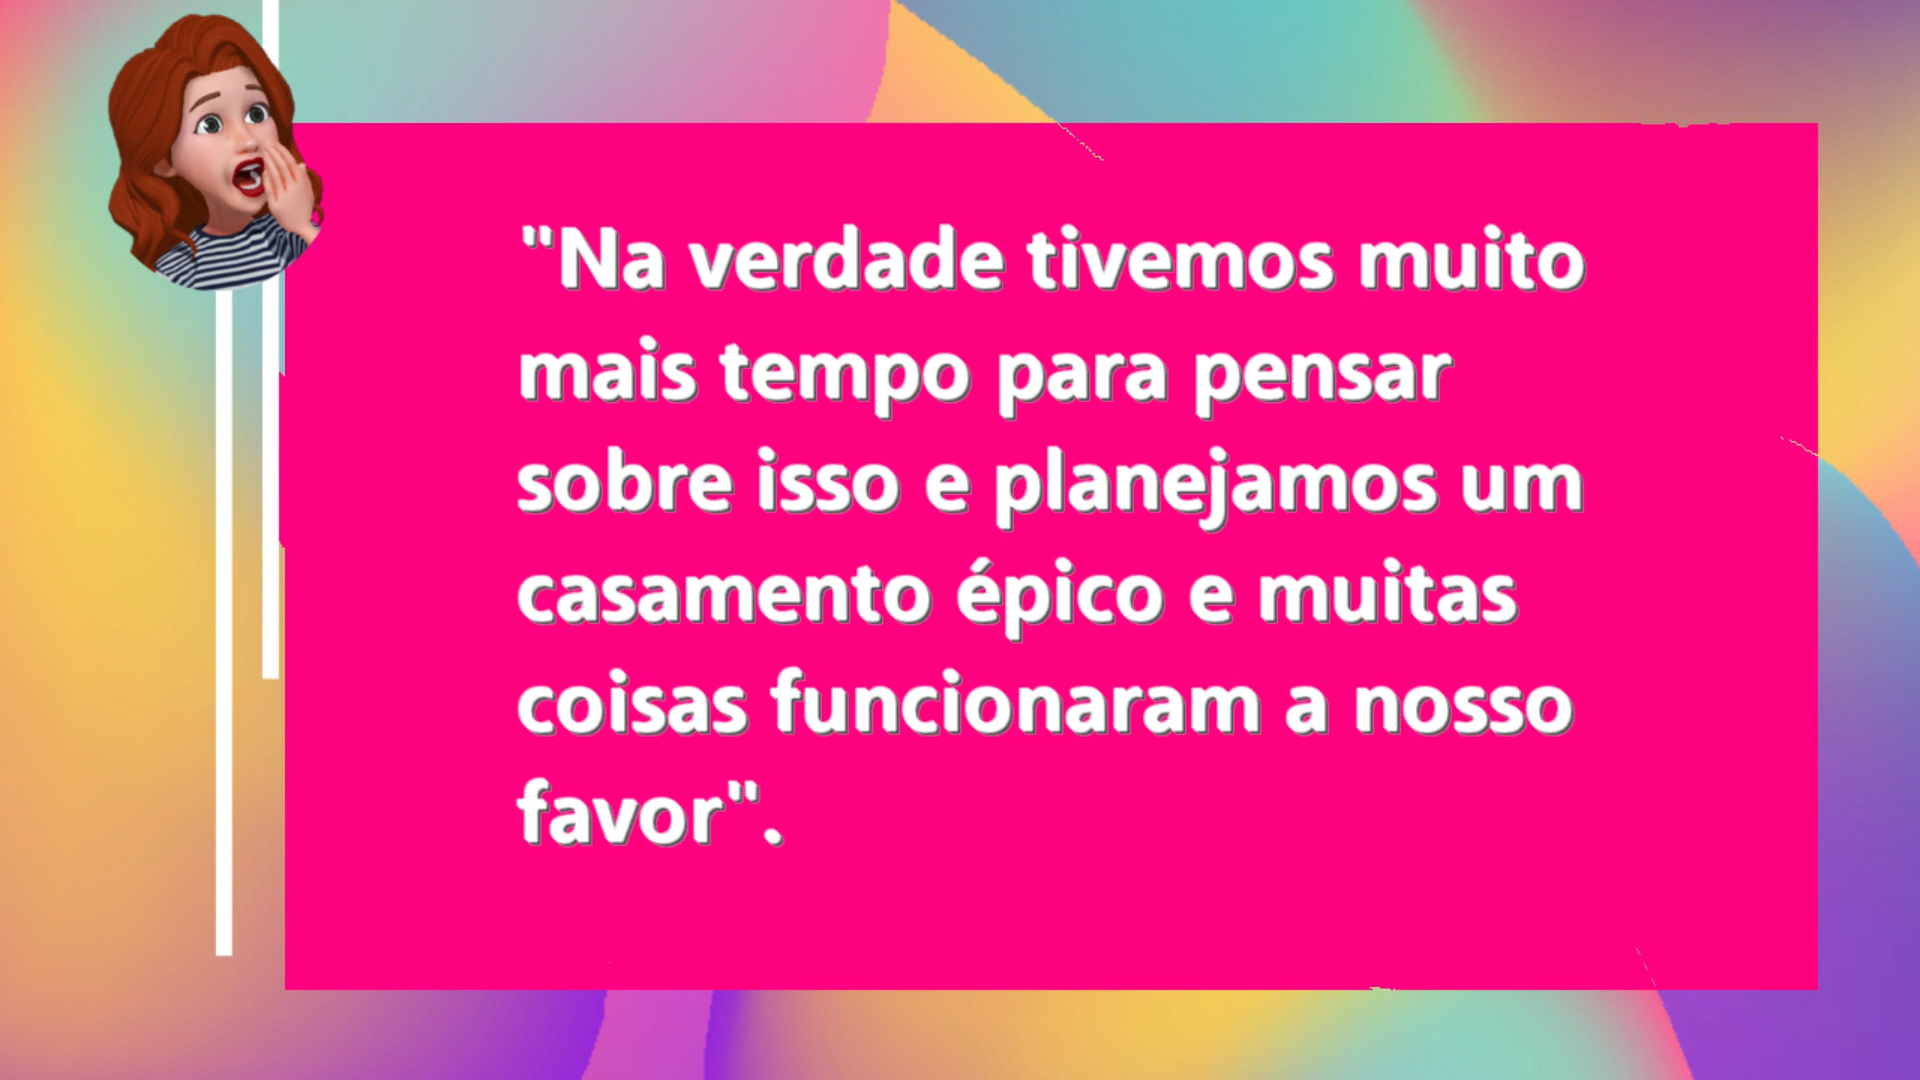 "Na verdade tivemos muito
mais tempo para pensar
sobre isso e planejamos um
casamento épico e muitas
coisas funcionaram a nosso
favor".